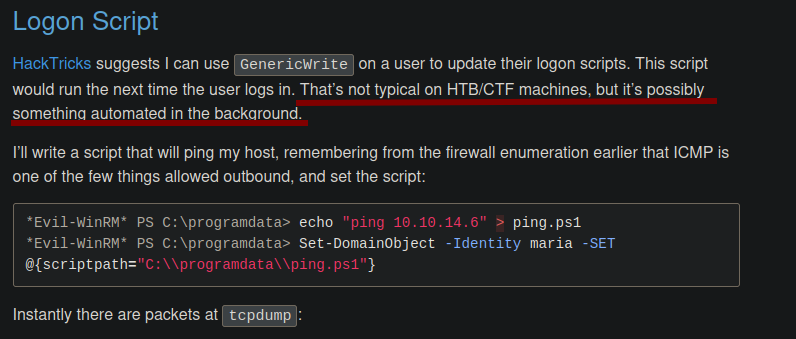 Logon Script
HackTricks suggests I can use GenericWrite on a user to update their logon scripts. This script
would run the next time the user logs in. That's not typical on HTB/CTF machines, but it's possibly
something automated in the background.
I'll write a script that will ping my host, remembering from the firewall enumeration earlier that ICMP is
one of the few things allowed outbound, and set the script:
*Evil-WinRM* PS C:\programdata> echo "ping 10.10.14.6" > ping.ps1
*Evil-WinRM* PS C:\programdata> Set-DomainObject -Identity maria -SET
@{scriptpath="C:\\programdata\\ping.ps1"}
Instantly there are packets at tcpdump: